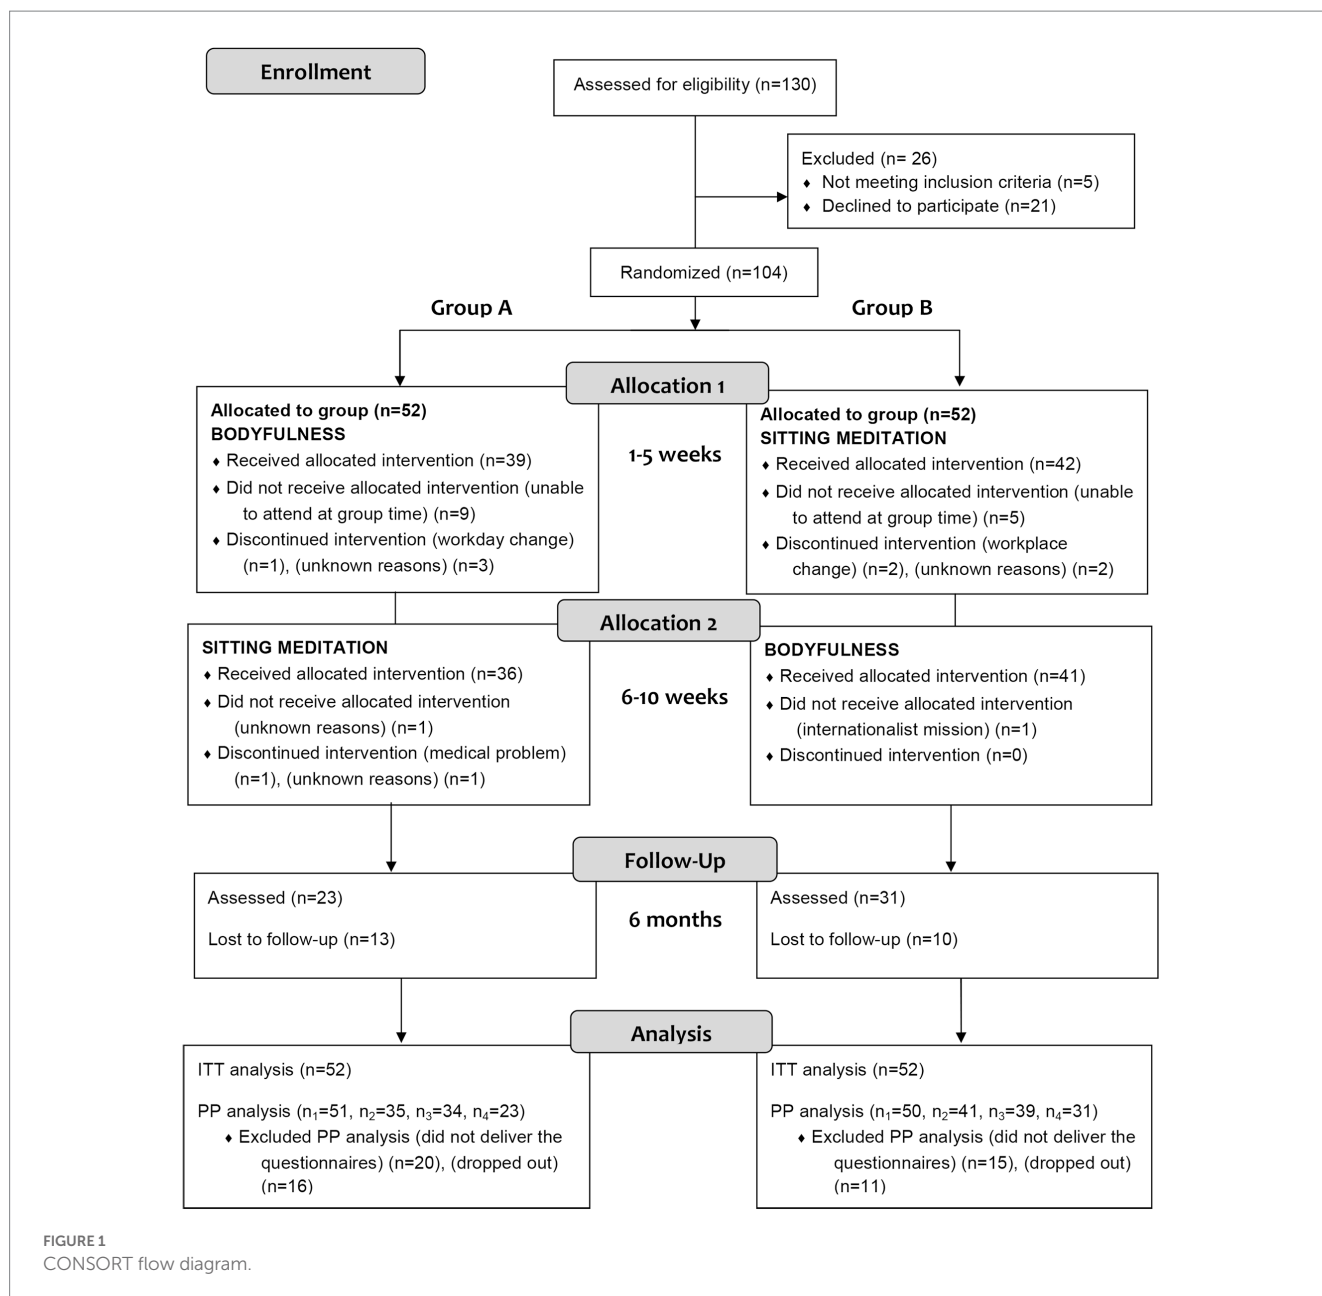 Enrollment
Assessed for eligibility (n=130)
Excluded (n= 26)
♦ Not meeting inclusion criteria (n=5)
♦ Declined to participate (n=21)
Randomized (n=104)
Group A
Group B
Allocation 1
Allocated to group (n=52)
BODYFULNESS
♦ Received allocated intervention (n=39)
♦ Did not receive allocated intervention (unable
to attend at group time) (n=9)
♦ Discontinued intervention (workday change)
(n=1), (unknown reasons) (n=3)
1-5 weeks
Allocated to group (n=52)
SITTING MEDITATION
♦ Received allocated intervention (n=42)
♦ Did not receive allocated intervention (unable
to attend at group time) (n=5)
♦ Discontinued intervention (workplace
change) (n=2), (unknown reasons) (n=2)
Allocation 2
SITTING MEDITATION
♦ Received allocated intervention (n=36)
♦ Did not receive allocated intervention
(unknown reasons) (n=1)
♦ Discontinued intervention (medical problem)
(n=1), (unknown reasons) (n=1)
6-10 weeks
BODYFULNESS
♦ Received allocated intervention (n=41)
♦ Did not receive allocated intervention
(internationalist mission) (n=1)
♦ Discontinued intervention (n=0)
Follow-Up
Assessed (n=23)
Lost to follow-up (n=13)
6 months
Assessed (n=31)
Lost to follow-up (n=10)
Analysis
ITT analysis (n=52)
PP analysis (n₁=51, n₂=35, n₃=34, n₄=23)
♦ Excluded PP analysis (did not deliver the
questionnaires) (n=20), (dropped out)
(n=16)
ITT analysis (n=52)
PP analysis (n₁=50, n₂=41, n₃=39, n₄=31)
♦ Excluded PP analysis (did not deliver the
questionnaires) (n=15), (dropped out)
(n=11)
FIGURE 1
CONSORT flow diagram.